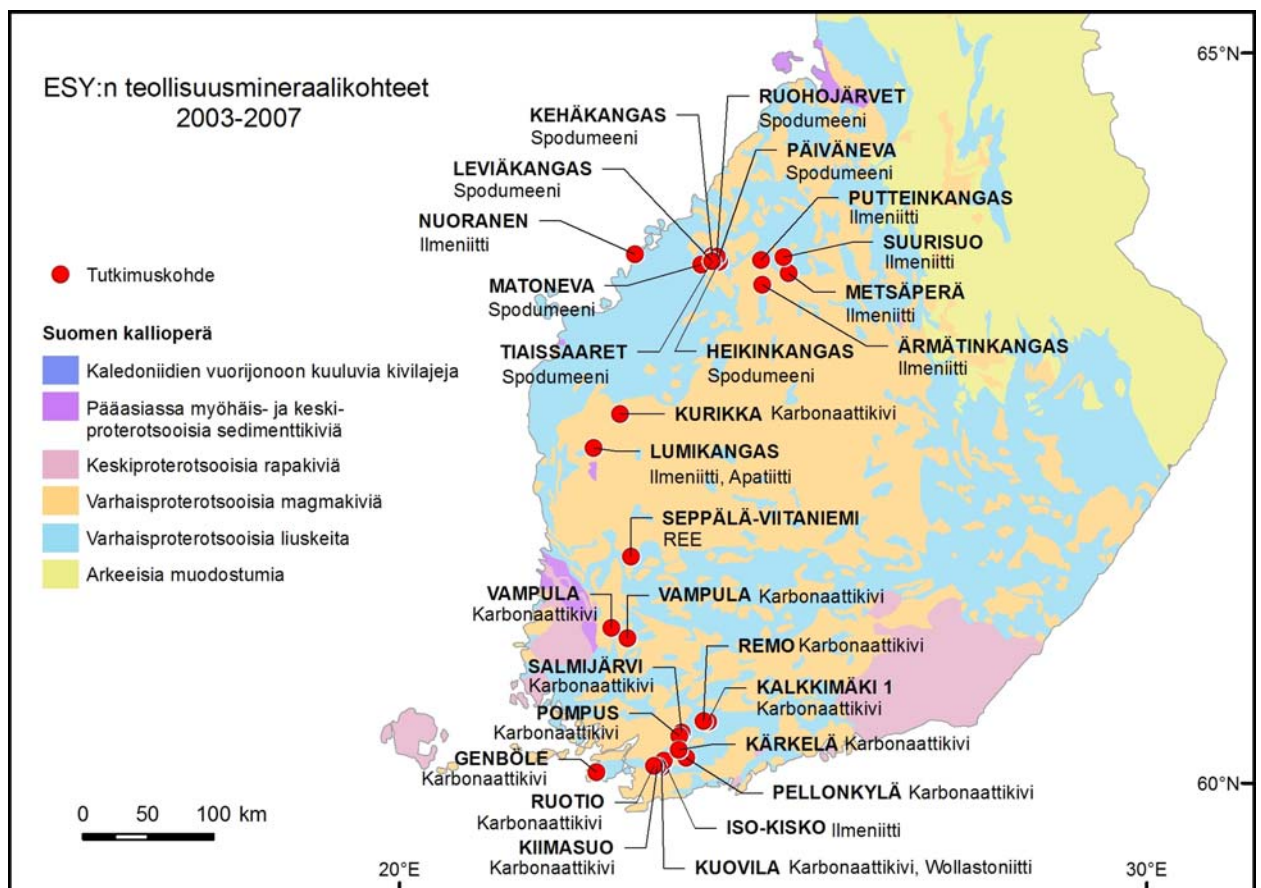 ESY:n teollisuusmineraalikohteet
2003-2007
65°N
RUOHOJÄRVET
Spodumeeni
KEHÄKANGAS
Spodumeeni
PÄIVÄNEVA
Spodumeeni
LEVIÄKANGAS
Spodumeeni
PUTTEINKANGAS
Ilmeniitti
NUORANEN
Ilmeniitti
SUURISUO
Ilmeniitti
Tutkimuskohde
MATONEVA
Spodumeeni
METSÄPERÄ
Ilmeniitti
Suomen kallioperä
TIAISSAARET
Spodumeeni
HEIKINKANGAS
Spodumeeni
ÄRMÄTINKANGAS
Ilmeniitti
Kaledoniidien vuorijonoon kuuluvia kivilajeja
Pääasiassa myöhäis- ja keski-
proterotsooisia sedimenttikiviä
Keskiproterotsooisia rapakiviä
Varhaisproterotsooisia magmakiviä
Varhaisproterotsooisia liuskeita
Arkeeisia muodostumia
KURIKKA Karbonaattikivi
LUMIKANGAS
Ilmeniitti, Apatiitti
SEPPÄLÄ-VIITANIEMI
REE
VAMPULA
Karbonaattikivi
VAMPULA Karbonaattikivi
REMO Karbonaattikivi
SALMIJÄRVI
Karbonaattikivi
KALKKIMÄKI 1
Karbonaattikivi
POMPUS
Karbonaattikivi
KÄRKELÄ Karbonaattikivi
GENBÖLE
Karbonaattikivi
60°N
PELLONKYLÄ Karbonaattikivi
RUOTIO
Karbonaattikivi
ISO-KISKO Ilmeniitti
KIIMASUO
Karbonaattikivi
KUOVILA Karbonaattikivi, Wollastoniitti
0 50 100 km
20°E
30°E